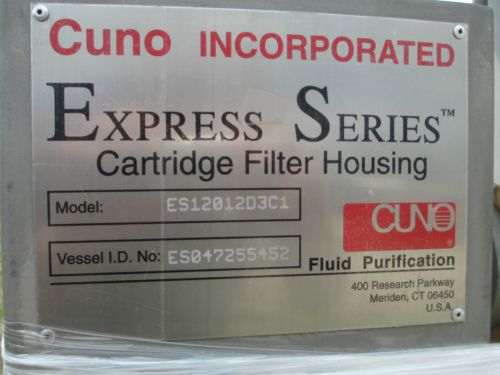 Cuno INCORPORATED
EXPRESS SERIES™
Cartridge Filter Housing
Model: ES12012D3C1
Vessel I.D. No: ES04725S452
CUNO®
Fluid Purification
400 Research Parkway
Meriden, CT 06450
U.S.A.